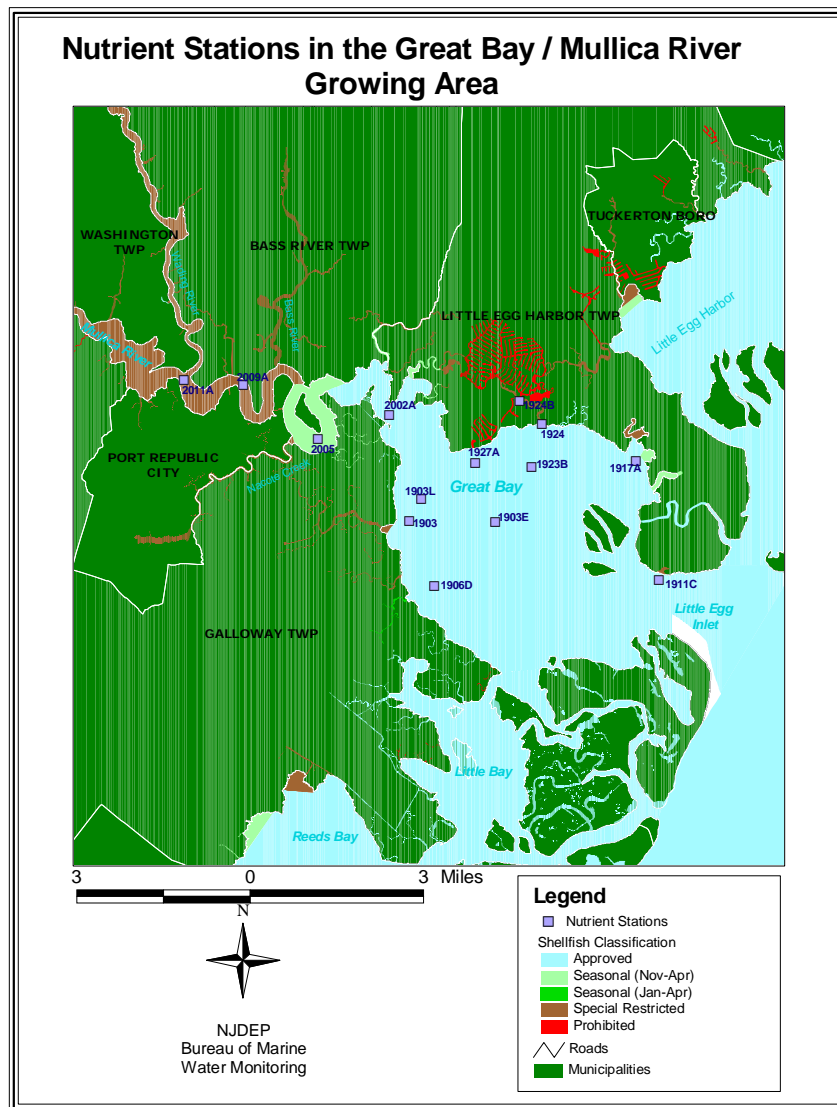 Nutrient Stations in the Great Bay / Mullica River
Growing Area
TUCKERTON BORO
WASHINGTON
TWP
BASS RIVER TWP
Wading River
Bass River
LITTLE EGG HARBOR TWP
Little Egg Harbor
Mullica River
2011A
2009A
2002A
1924B
1924
2005
PORT REPUBLIC
CITY
Nacote Creek
1927A
1923B
1917A
Great Bay
1903L
1903
1903E
1906D
1911C
Little Egg
Inlet
GALLOWAY TWP
Little Bay
Reeds Bay
3 0 3 Miles
N
NJDEP
Bureau of Marine
Water Monitoring
Legend
Nutrient Stations
Shellfish Classification
Approved
Seasonal (Nov-Apr)
Seasonal (Jan-Apr)
Special Restricted
Prohibited
Roads
Municipalities